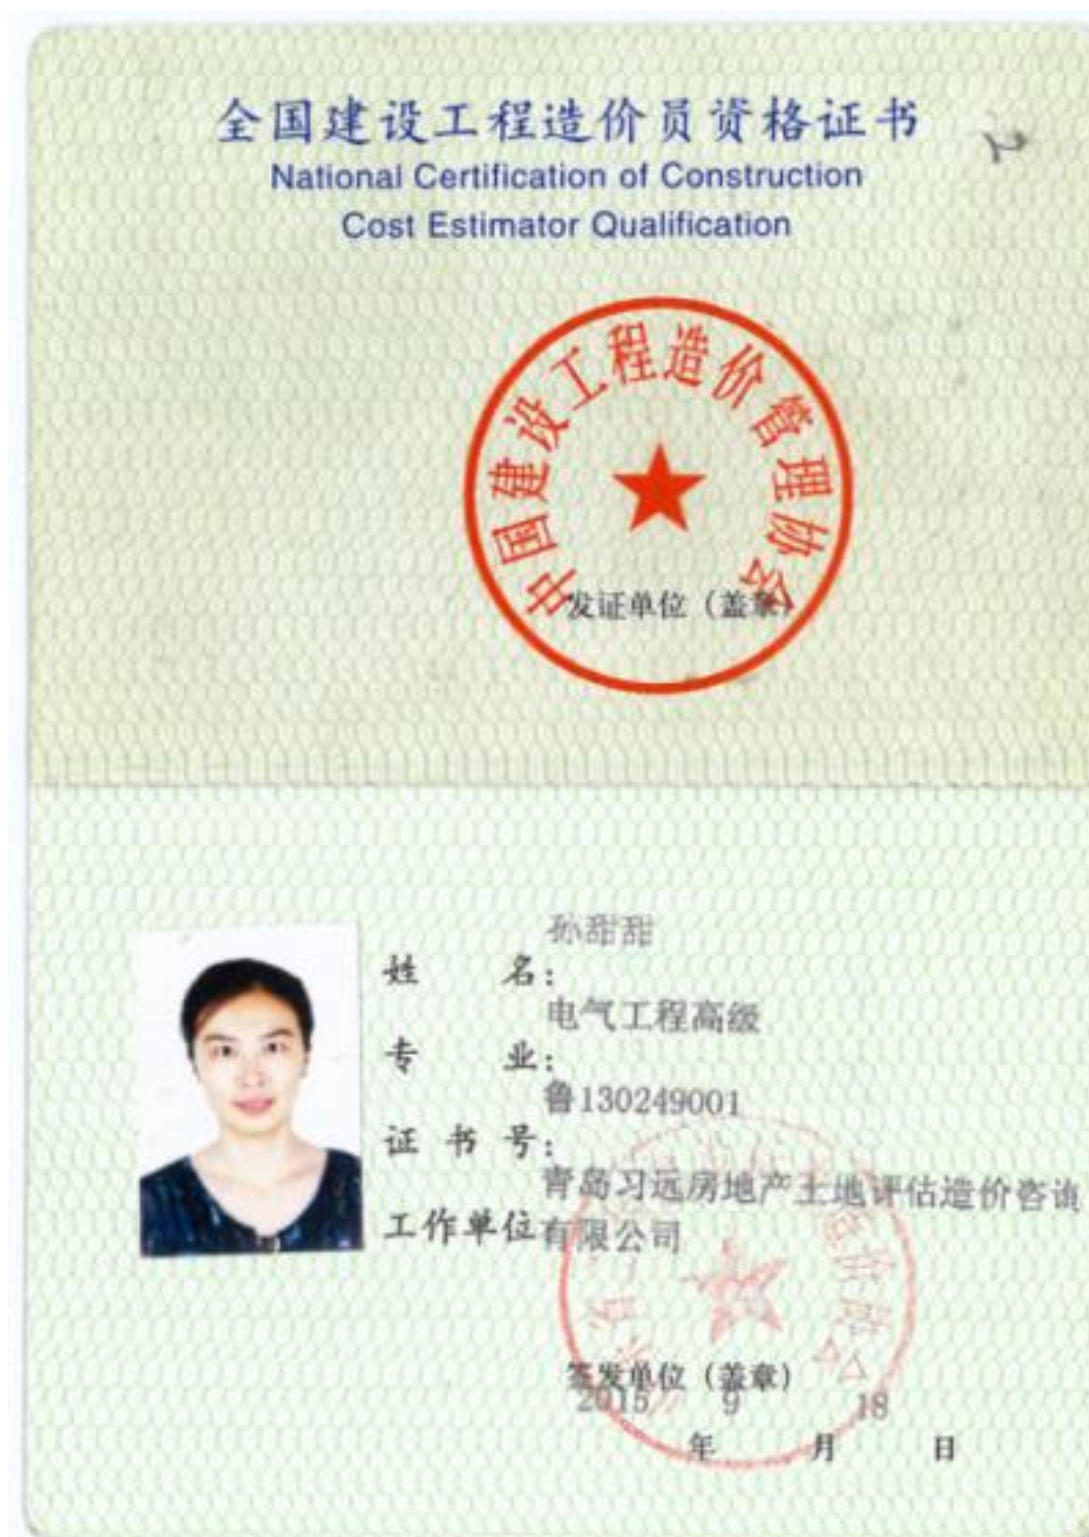 全国建设工程造价员资格证书
National Certification of Construction
Cost Estimator Qualification
2
中国建设工程造价管理协会
发证单位（盖章）
孙甜甜
姓 名：
电气工程高级
专 业：
鲁130249001
证 书 号：
青岛习远房地产土地评估造价咨询
工作单位有限公司
签发单位（盖章）
2015 9 18
年 月 日